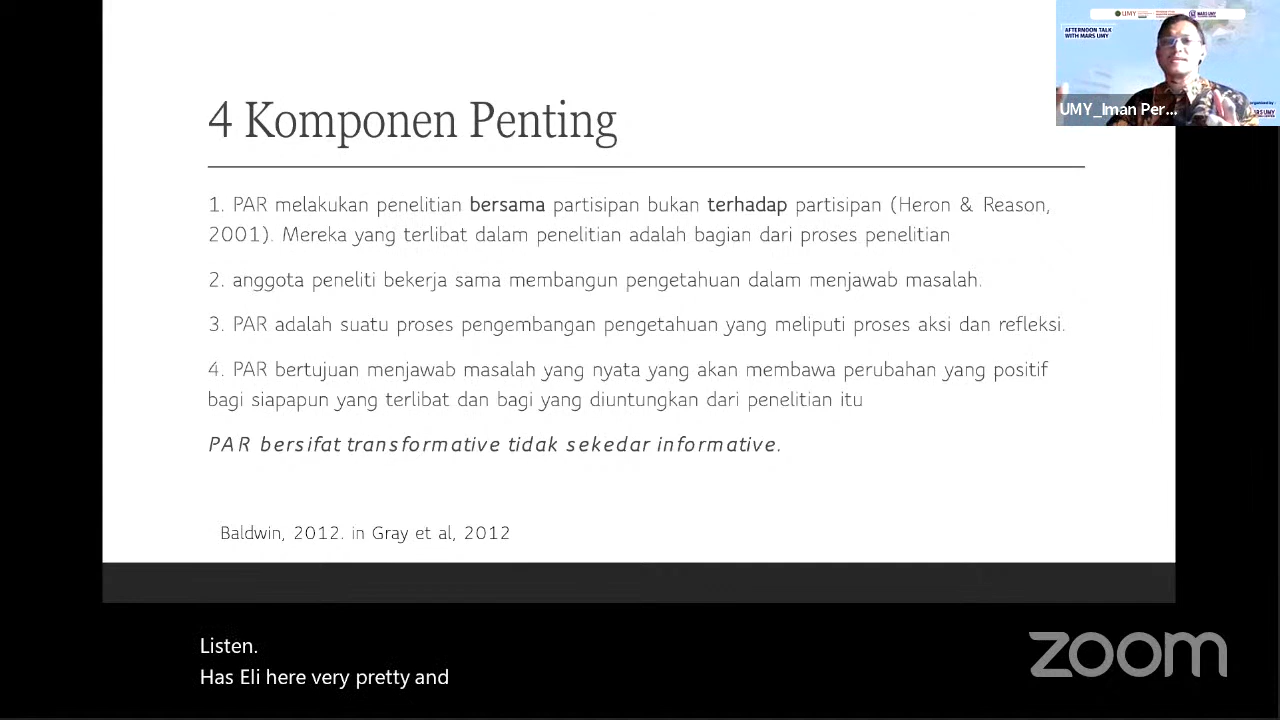 UMY
MARS UMY
AFTERNOON TALK
WITH MARS UMY
UMY_Iman Per...
organised by :
4 Komponen Penting
1. PAR melakukan penelitian bersama partisipan bukan terhadap partisipan (Heron & Reason,
2001). Mereka yang terlibat dalam penelitian adalah bagian dari proses penelitian
2. anggota peneliti bekerja sama membangun pengetahuan dalam menjawab masalah.
3. PAR adalah suatu proses pengembangan pengetahuan yang meliputi proses aksi dan refleksi.
4. PAR bertujuan menjawab masalah yang nyata yang akan membawa perubahan yang positif
bagi siapapun yang terlibat dan bagi yang diuntungkan dari penelitian itu
PAR bersifat transformative tidak sekedar informative.
Baldwin, 2012. in Gray et al, 2012
Listen.
Has Eli here very pretty and
zoom